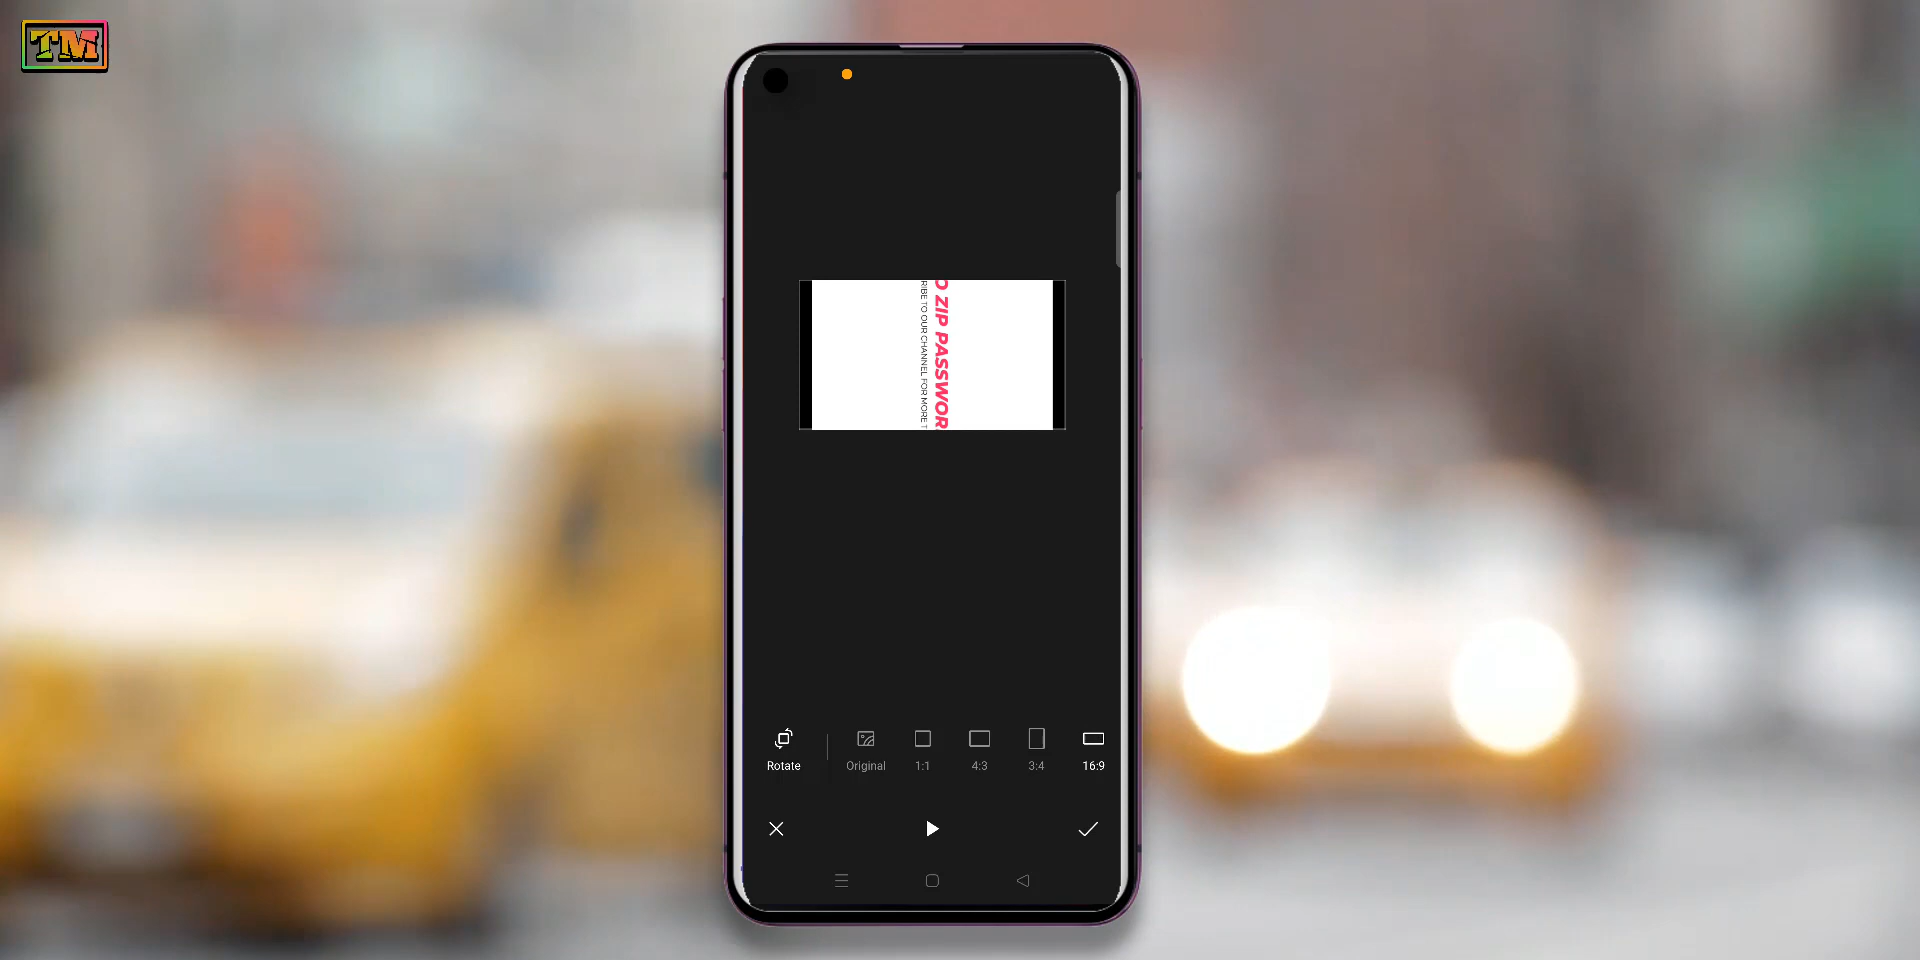 TM
O ZIP PASSWOR
RIBE TO OUR CHANNEL FOR MORE T
Rotate
Original
1:1
4:3
3:4
16:9